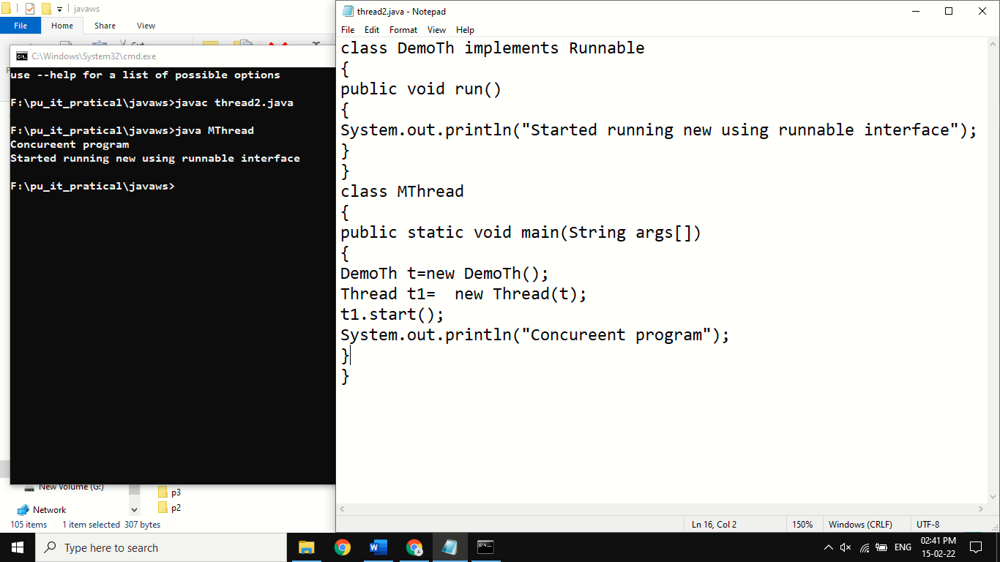 javaws
File Home Share View
Cut
C:\Windows\System32\cmd.exe
use --help for a list of possible options
F:\pu_it_pratical\javaws>javac thread2.java
F:\pu_it_pratical\javaws>java MThread
Concureent program
Started running new using runnable interface
F:\pu_it_pratical\javaws>
New Volume (G:)
Network
p3
p2
105 items 1 item selected 307 bytes
thread2.java - Notepad
File Edit Format View Help
class DemoTh implements Runnable
{
public void run()
{
System.out.println("Started running new using runnable interface");
}
}
class MThread
{
public static void main(String args[])
{
DemoTh t=new DemoTh();
Thread t1=  new Thread(t);
t1.start();
System.out.println("Concureent program");
}
}
Ln 16, Col 2 150% Windows (CRLF) UTF-8
Type here to search
ENG
02:41 PM
15-02-22